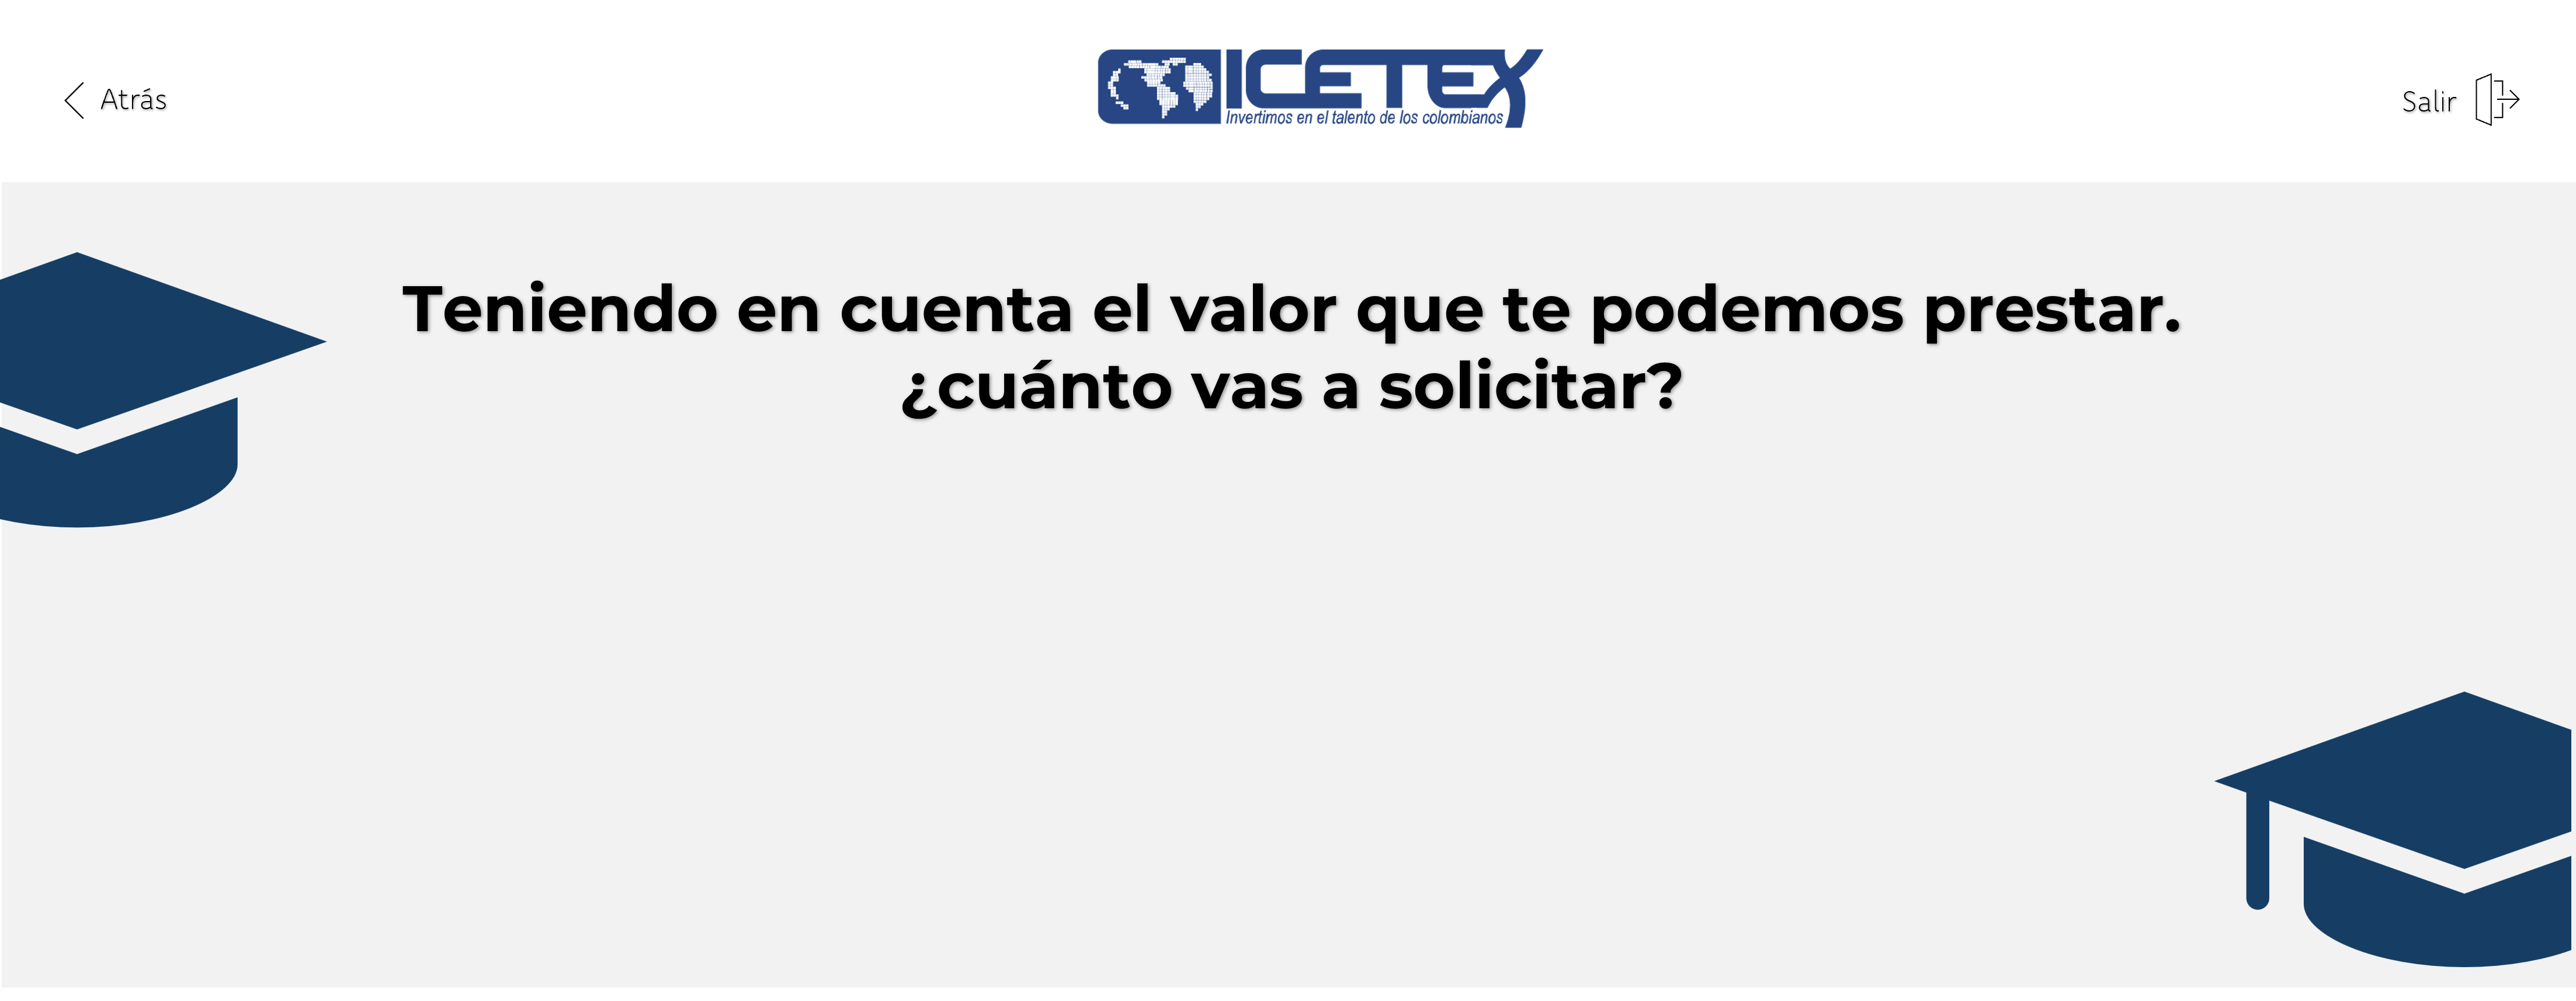 Atrás
ICETEX
Invertimos en el talento de los colombianos
Salir
Teniendo en cuenta el valor que te podemos prestar.
¿cuánto vas a solicitar?